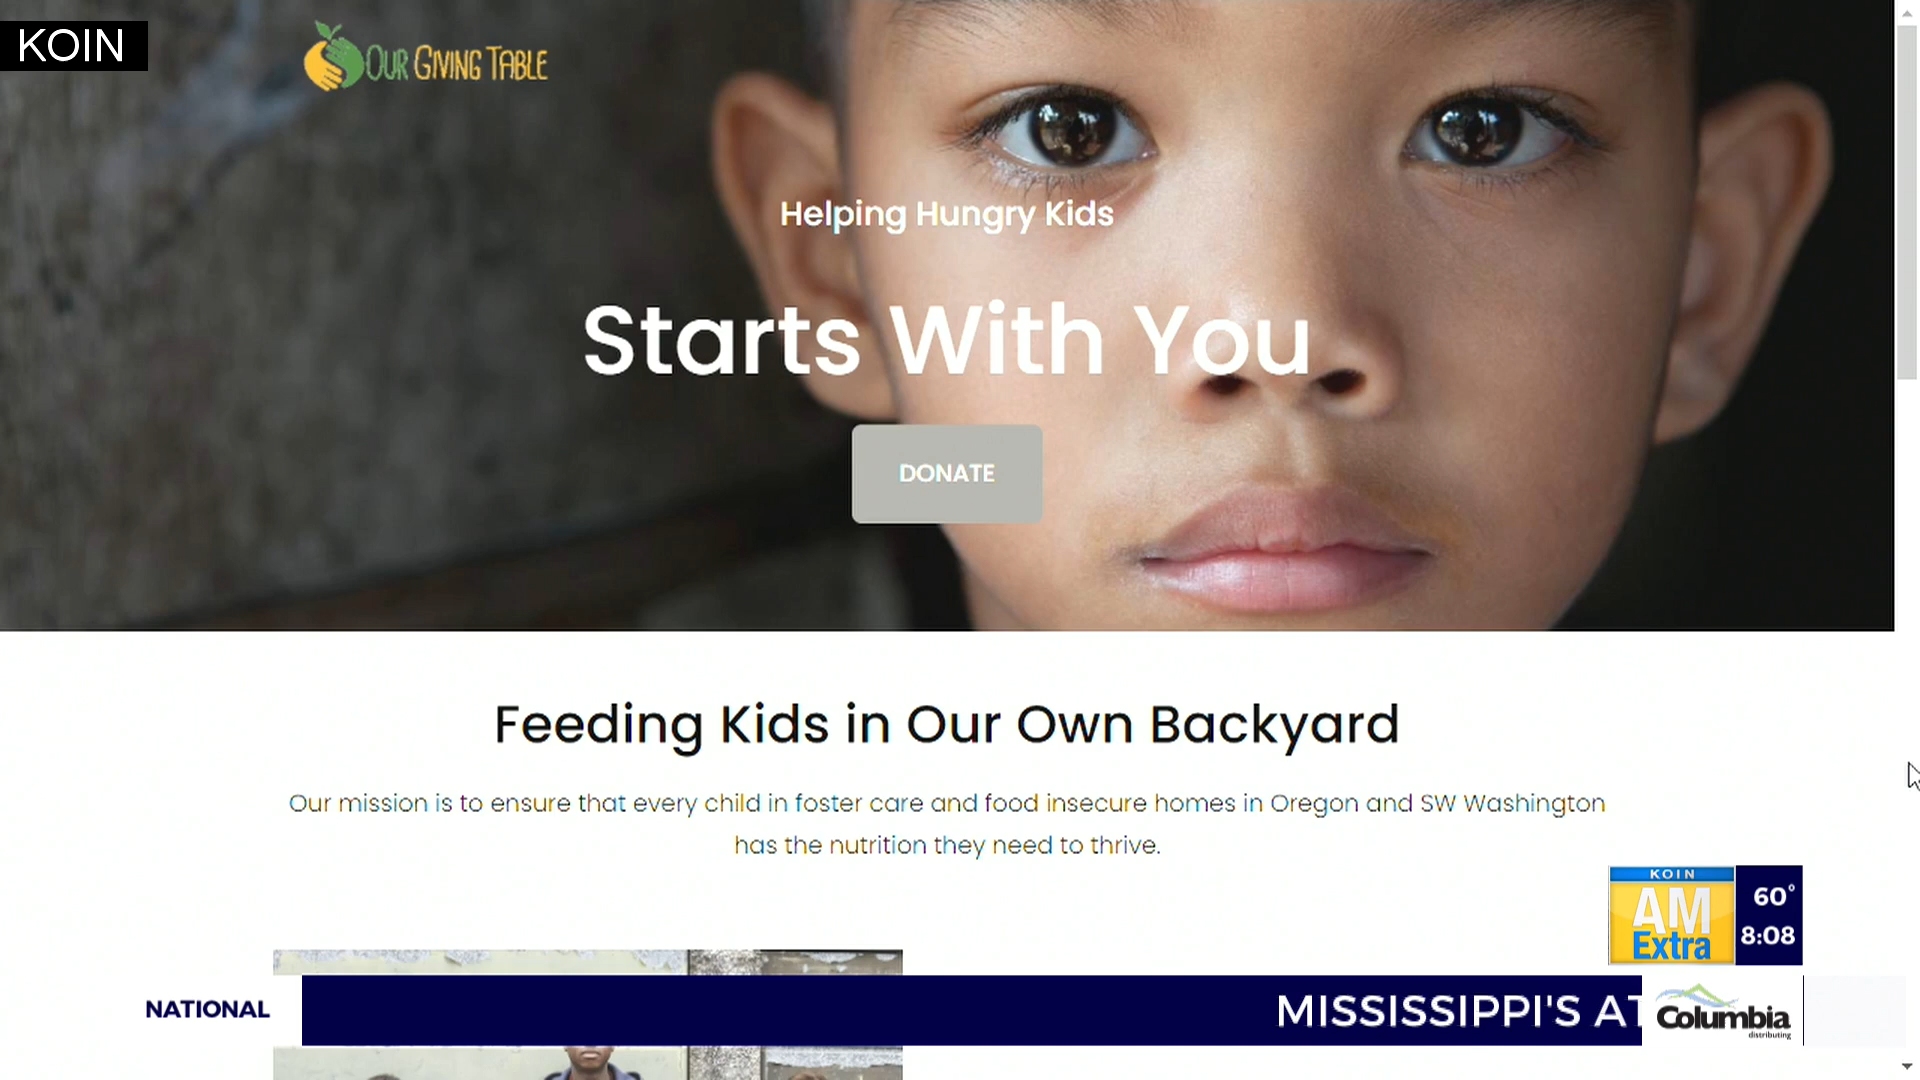 KOIN
OUR GIVING TABLE
Helping Hungry Kids
Starts With You
DONATE
Feeding Kids in Our Own Backyard
Our mission is to ensure that every child in foster care and food insecure homes in Oregon and SW Washington
has the nutrition they need to thrive.
KOIN
AM
Extra
60°
8:08
NATIONAL
MISSISSIPPI'S AT
Columbia
distributing